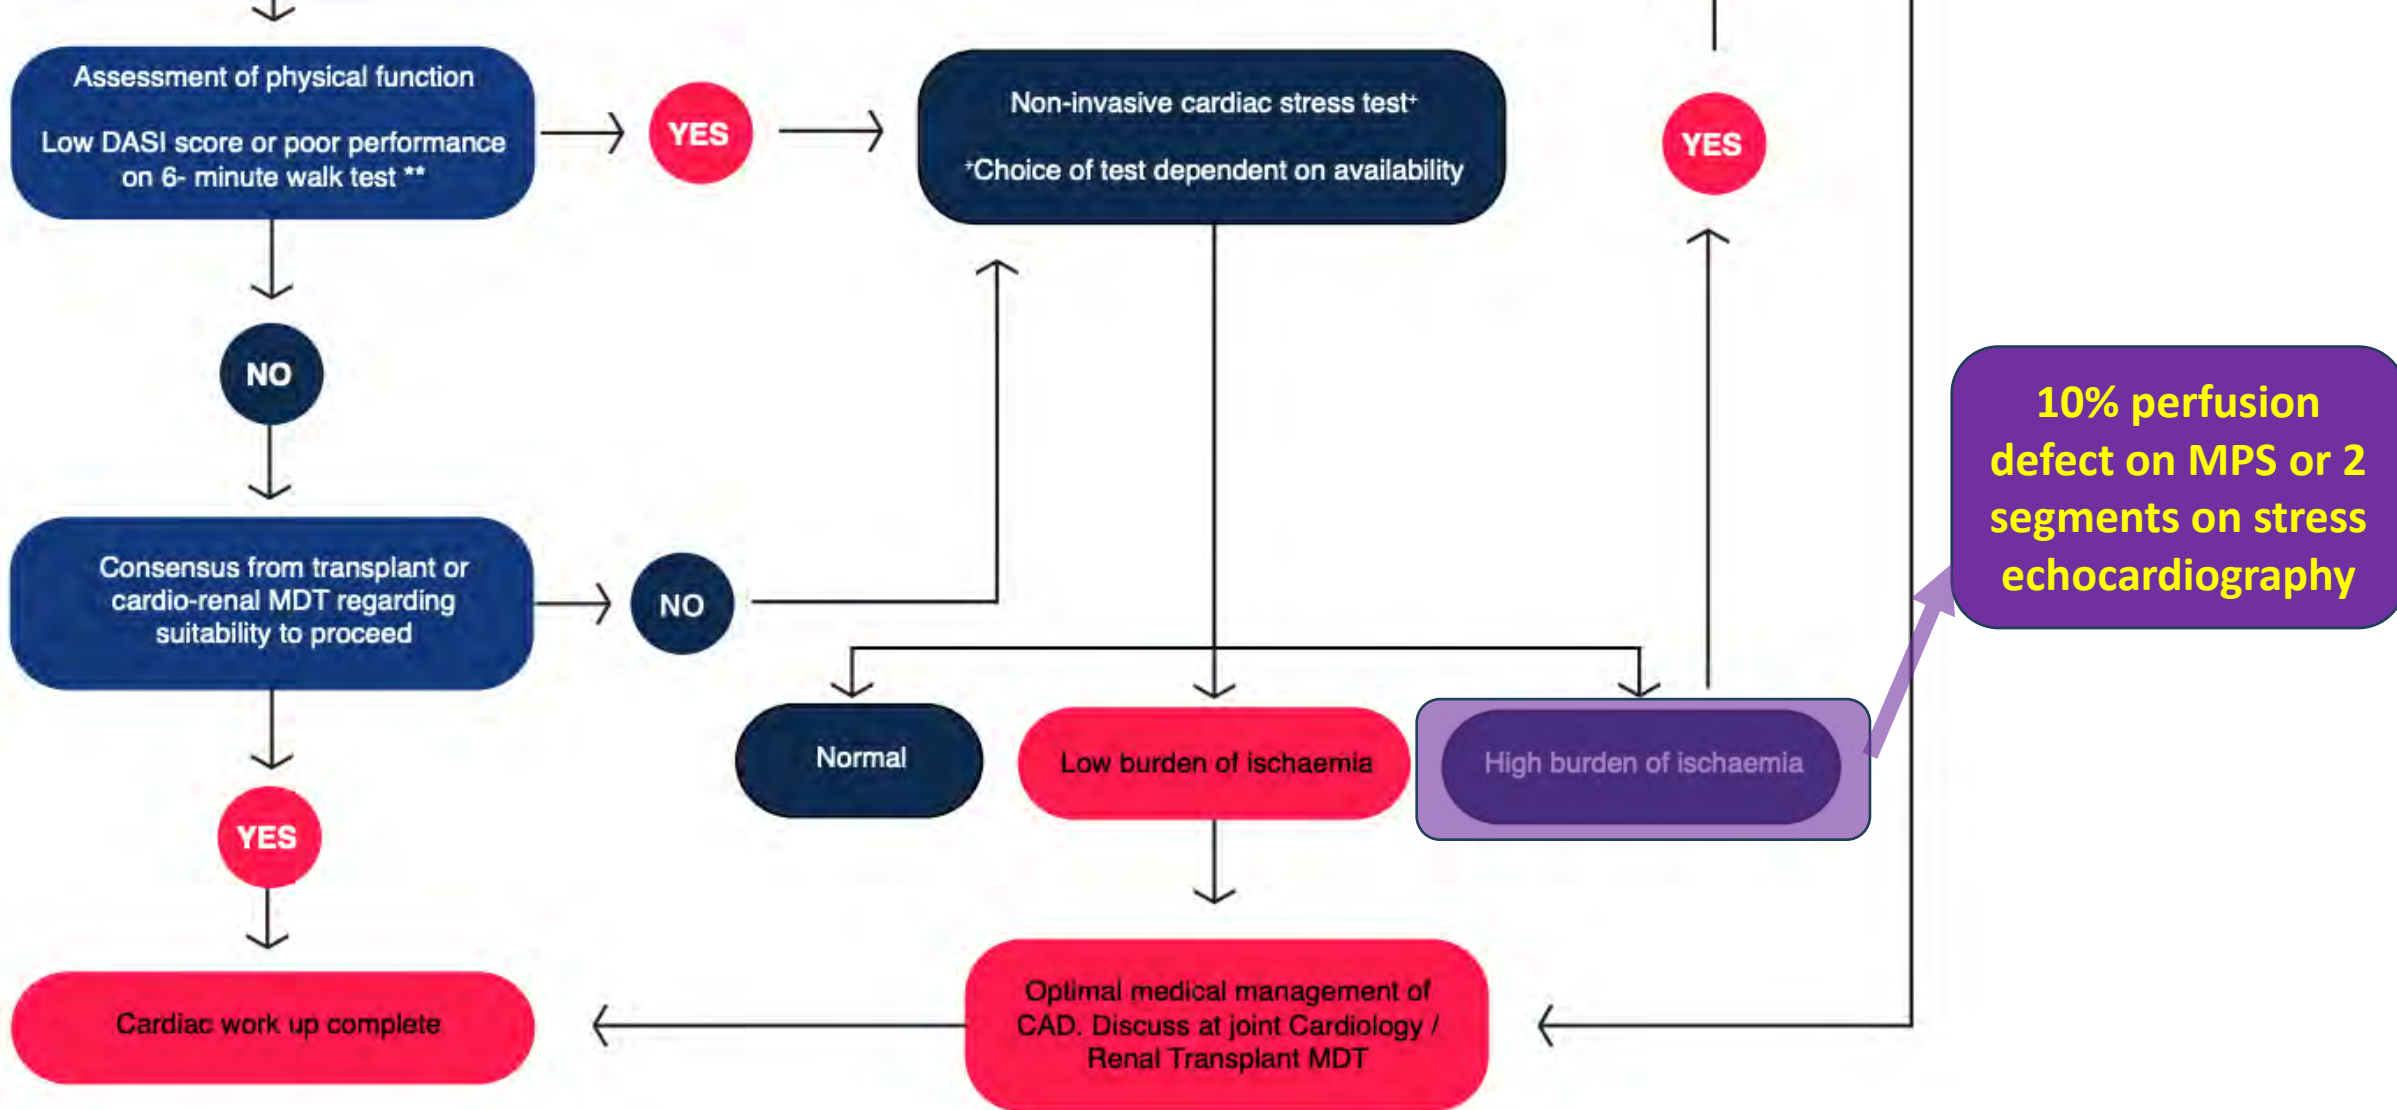 Assessment of physical function
Low DASI score or poor performance
on 6- minute walk test **
YES
Non-invasive cardiac stress test+
+Choice of test dependent on availability
YES
NO
10% perfusion
defect on MPS or 2
segments on stress
echocardiography
Consensus from transplant or
cardio-renal MDT regarding
suitability to proceed
NO
Normal
Low burden of ischaemia
High burden of ischaemia
YES
Cardiac work up complete
Optimal medical management of
CAD. Discuss at joint Cardiology /
Renal Transplant MDT